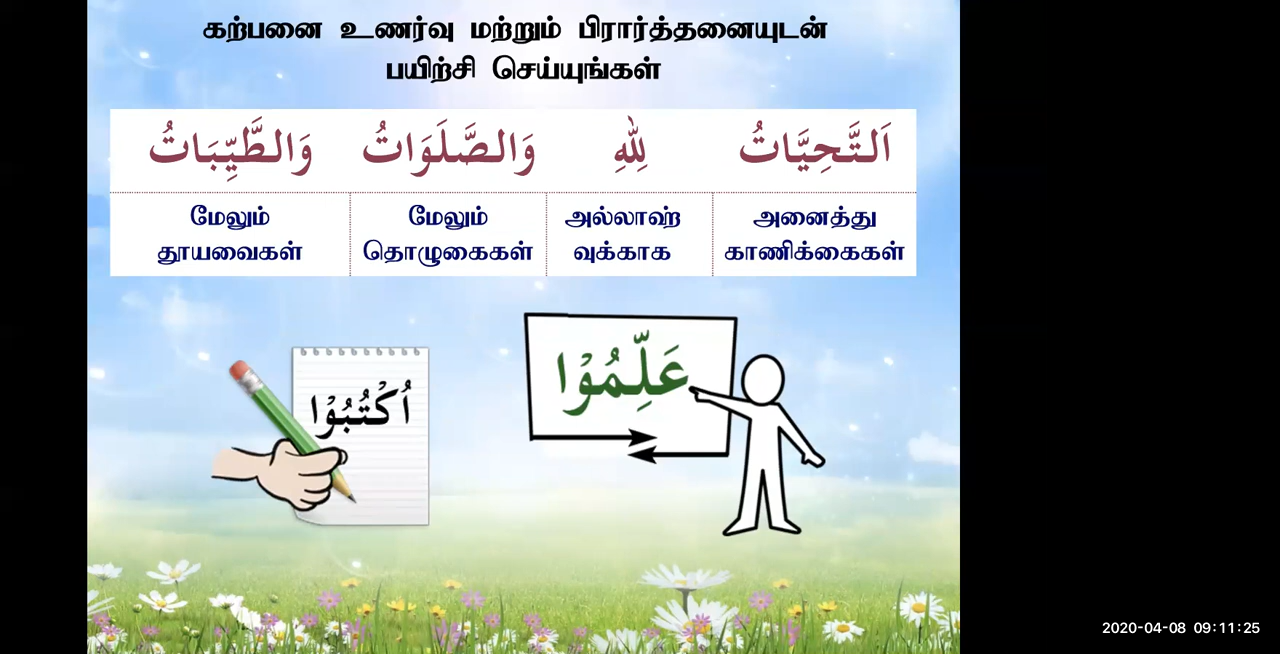 கற்பனை உணர்வு மற்றும் பிரார்த்தனையுடன்
பயிற்சி செய்யுங்கள்
اَلتَّحِيَّاتُ لِلّٰهِ وَالصَّلَوَاتُ وَالطَّيِّبَاتُ
மேலும் மேலும் அல்லாஹ் அனைத்து
தூயவைகள் தொழுகைகள் வுக்காக காணிக்கைகள்
عَلِّمُوْا
اُكْتُبُوْا
2020-04-08 09:11:25